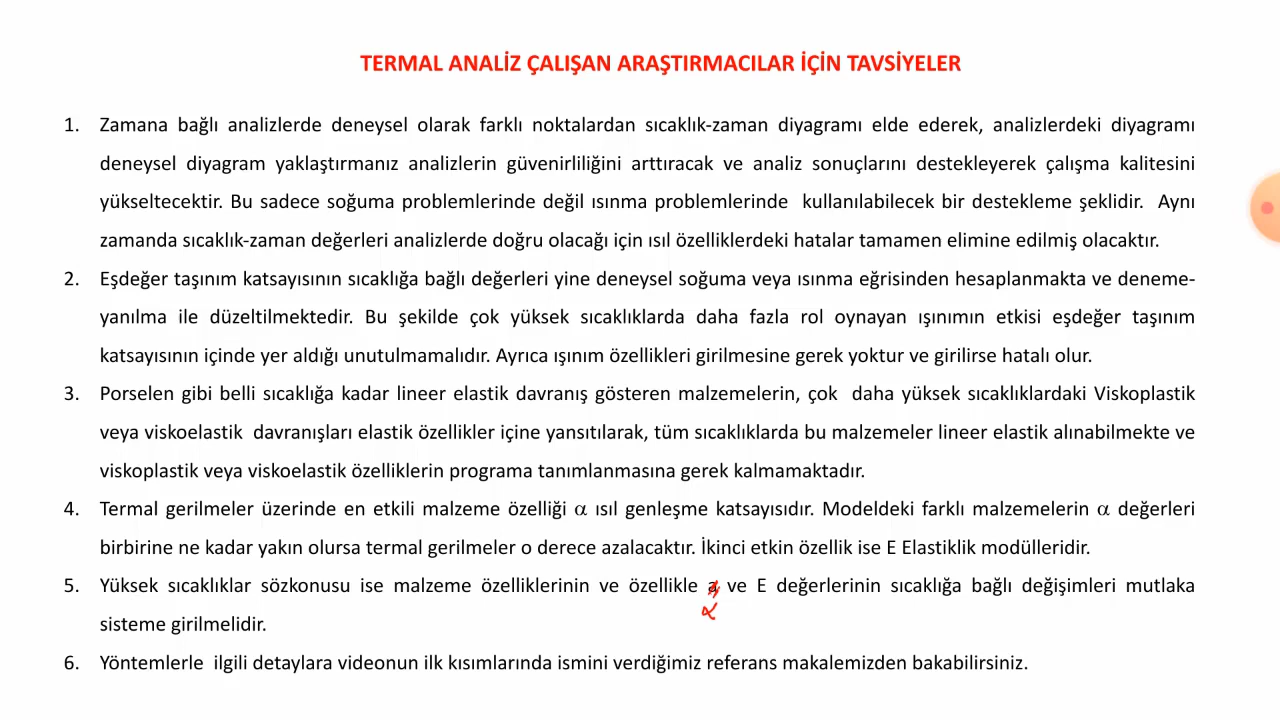 TERMAL ANALİZ ÇALIŞAN ARAŞTIRMACILAR İÇİN TAVSİYELER
1. Zamana bağlı analizlerde deneysel olarak farklı noktalardan sıcaklık-zaman diyagramı elde ederek, analizlerdeki diyagramı
deneysel diyagram yaklaştırmanız analizlerin güvenirliliğini arttıracak ve analiz sonuçlarını destekleyerek çalışma kalitesini
yükseltecektir. Bu sadece soğuma problemlerinde değil ısınma problemlerinde kullanılabilecek bir destekleme şeklidir. Aynı
zamanda sıcaklık-zaman değerleri analizlerde doğru olacağı için ısıl özelliklerdeki hatalar tamamen elimine edilmiş olacaktır.
2. Eşdeğer taşınım katsayısının sıcaklığa bağlı değerleri yine deneysel soğuma veya ısınma eğrisinden hesaplanmakta ve deneme-
yanılma ile düzeltilmektedir. Bu şekilde çok yüksek sıcaklıklarda daha fazla rol oynayan ışınımın etkisi eşdeğer taşınım
katsayısının içinde yer aldığı unutulmamalıdır. Ayrıca ışınım özellikleri girilmesine gerek yoktur ve girilirse hatalı olur.
3. Porselen gibi belli sıcaklığa kadar lineer elastik davranış gösteren malzemelerin, çok daha yüksek sıcaklıklardaki Viskoplastik
veya viskoelastik davranışları elastik özellikler içine yansıtılarak, tüm sıcaklıklarda bu malzemeler lineer elastik alınabilmekte ve
viskoplastik veya viskoelastik özelliklerin programa tanımlanmasına gerek kalmamaktadır.
4. Termal gerilmeler üzerinde en etkili malzeme özelliği α ısıl genleşme katsayısıdır. Modeldeki farklı malzemelerin α değerleri
birbirine ne kadar yakın olursa termal gerilmeler o derece azalacaktır. İkinci etkin özellik ise E Elastiklik modülleridir.
5. Yüksek sıcaklıklar sözkonusu ise malzeme özelliklerinin ve özellikle a ve E değerlerinin sıcaklığa bağlı değişimleri mutlaka
α
sisteme girilmelidir.
6. Yöntemlerle ilgili detaylara videonun ilk kısımlarında ismini verdiğimiz referans makalemizden bakabilirsiniz.